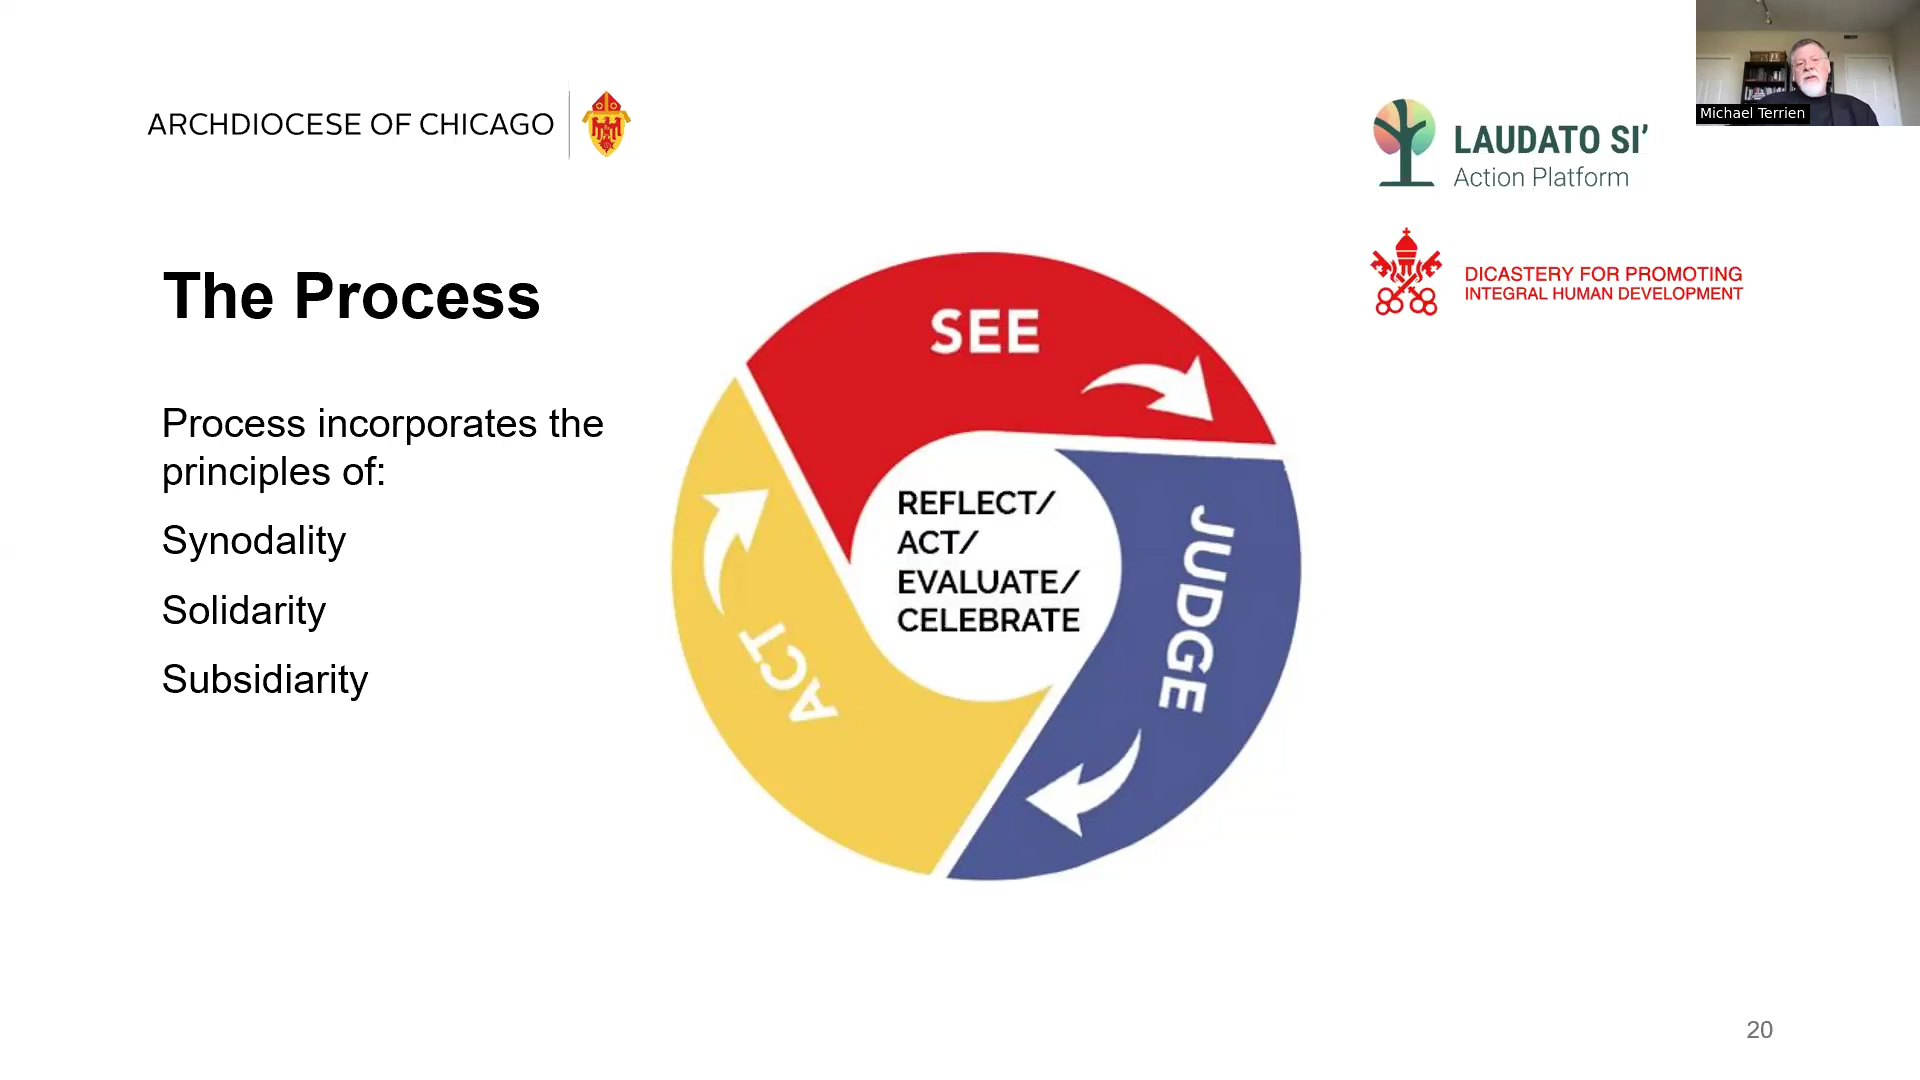 ARCHDIOCESE OF CHICAGO
LAUDATO SI’
Action Platform
Michael Terrien
DICASTERY FOR PROMOTING
INTEGRAL HUMAN DEVELOPMENT
The Process
Process incorporates the
principles of:
Synodality
Solidarity
Subsidiarity
SEE
JUDGE
ACT
REFLECT/
ACT/
EVALUATE/
CELEBRATE
20